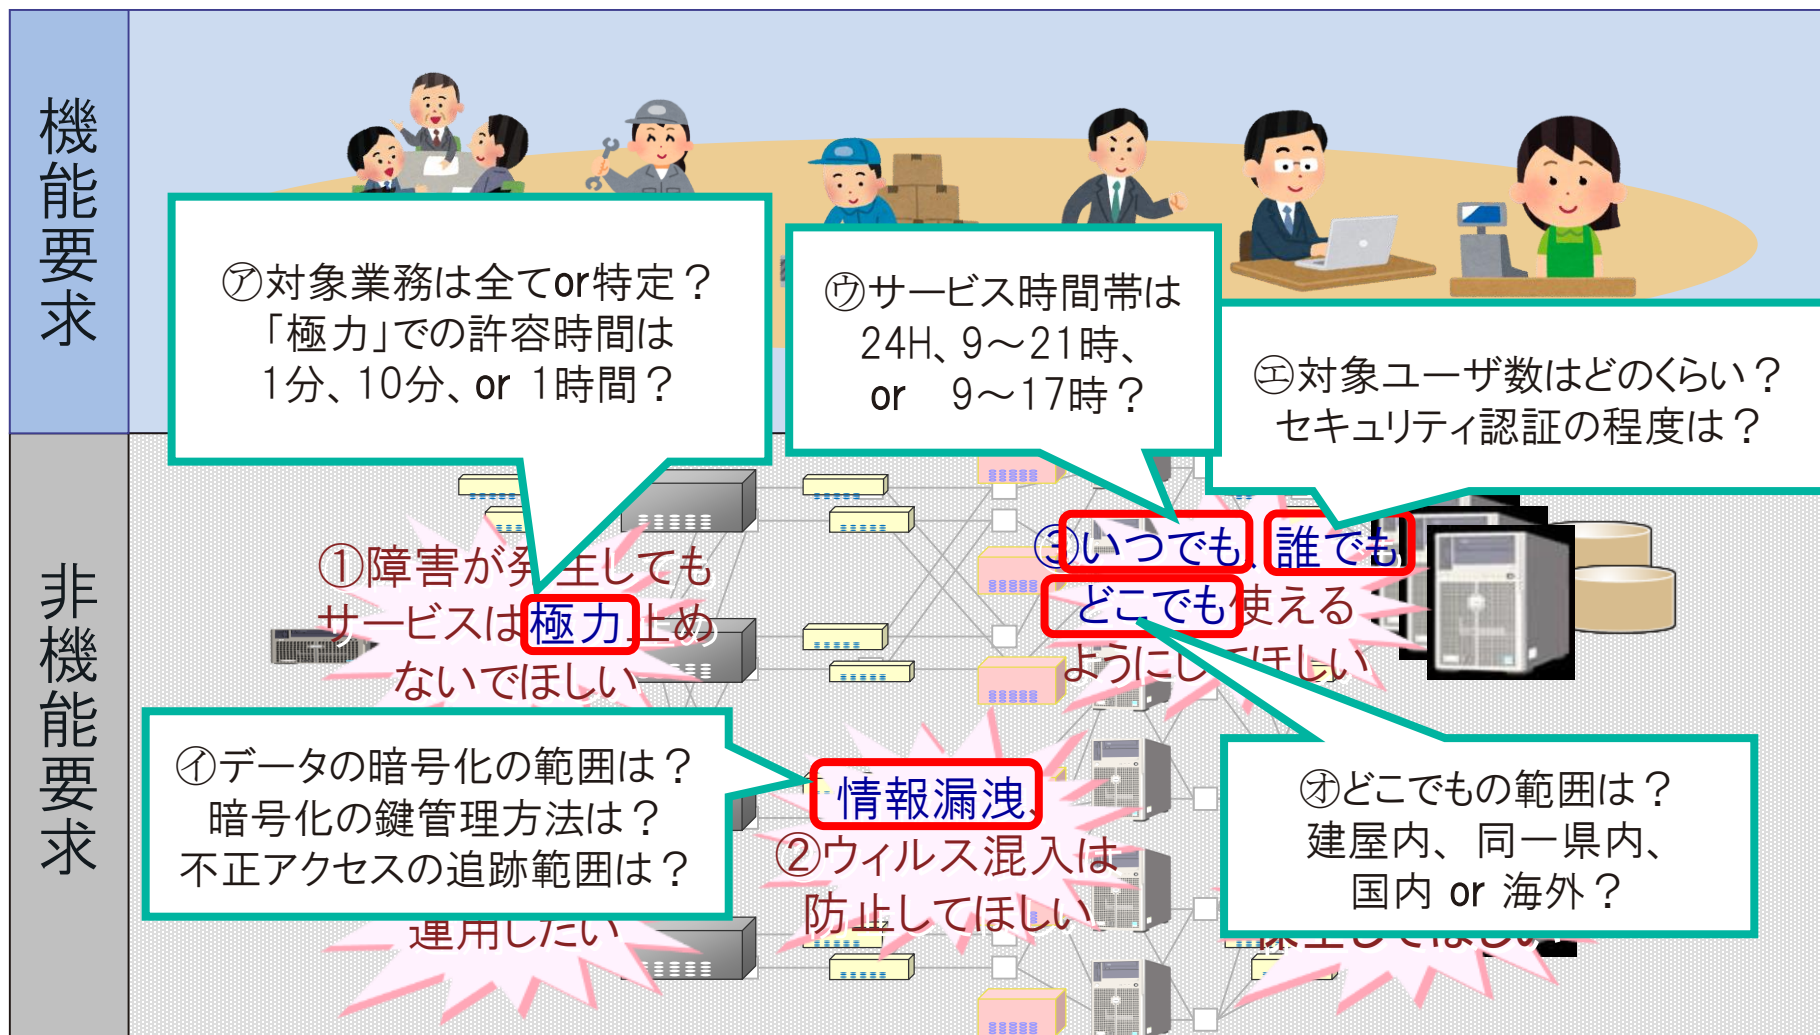 機能要求
㋐対象業務は全てor特定？
「極力」での許容時間は
1分、10分、or 1時間？
㋒サービス時間帯は
24H、9～21時、
or 9～17時？
㋓対象ユーザ数はどのくらい？
セキュリティ認証の程度は？
非機能要求
①障害が発生しても
サービスは極力止め
ないでほしい
③いつでも、誰でも
どこでも使える
ようにしてほしい
㋑データの暗号化の範囲は？
暗号化の鍵管理方法は？
不正アクセスの追跡範囲は？
運用したい
情報漏洩、
②ウィルス混入は
防止してほしい
㋔どこでもの範囲は？
建屋内、同一県内、
国内 or 海外？